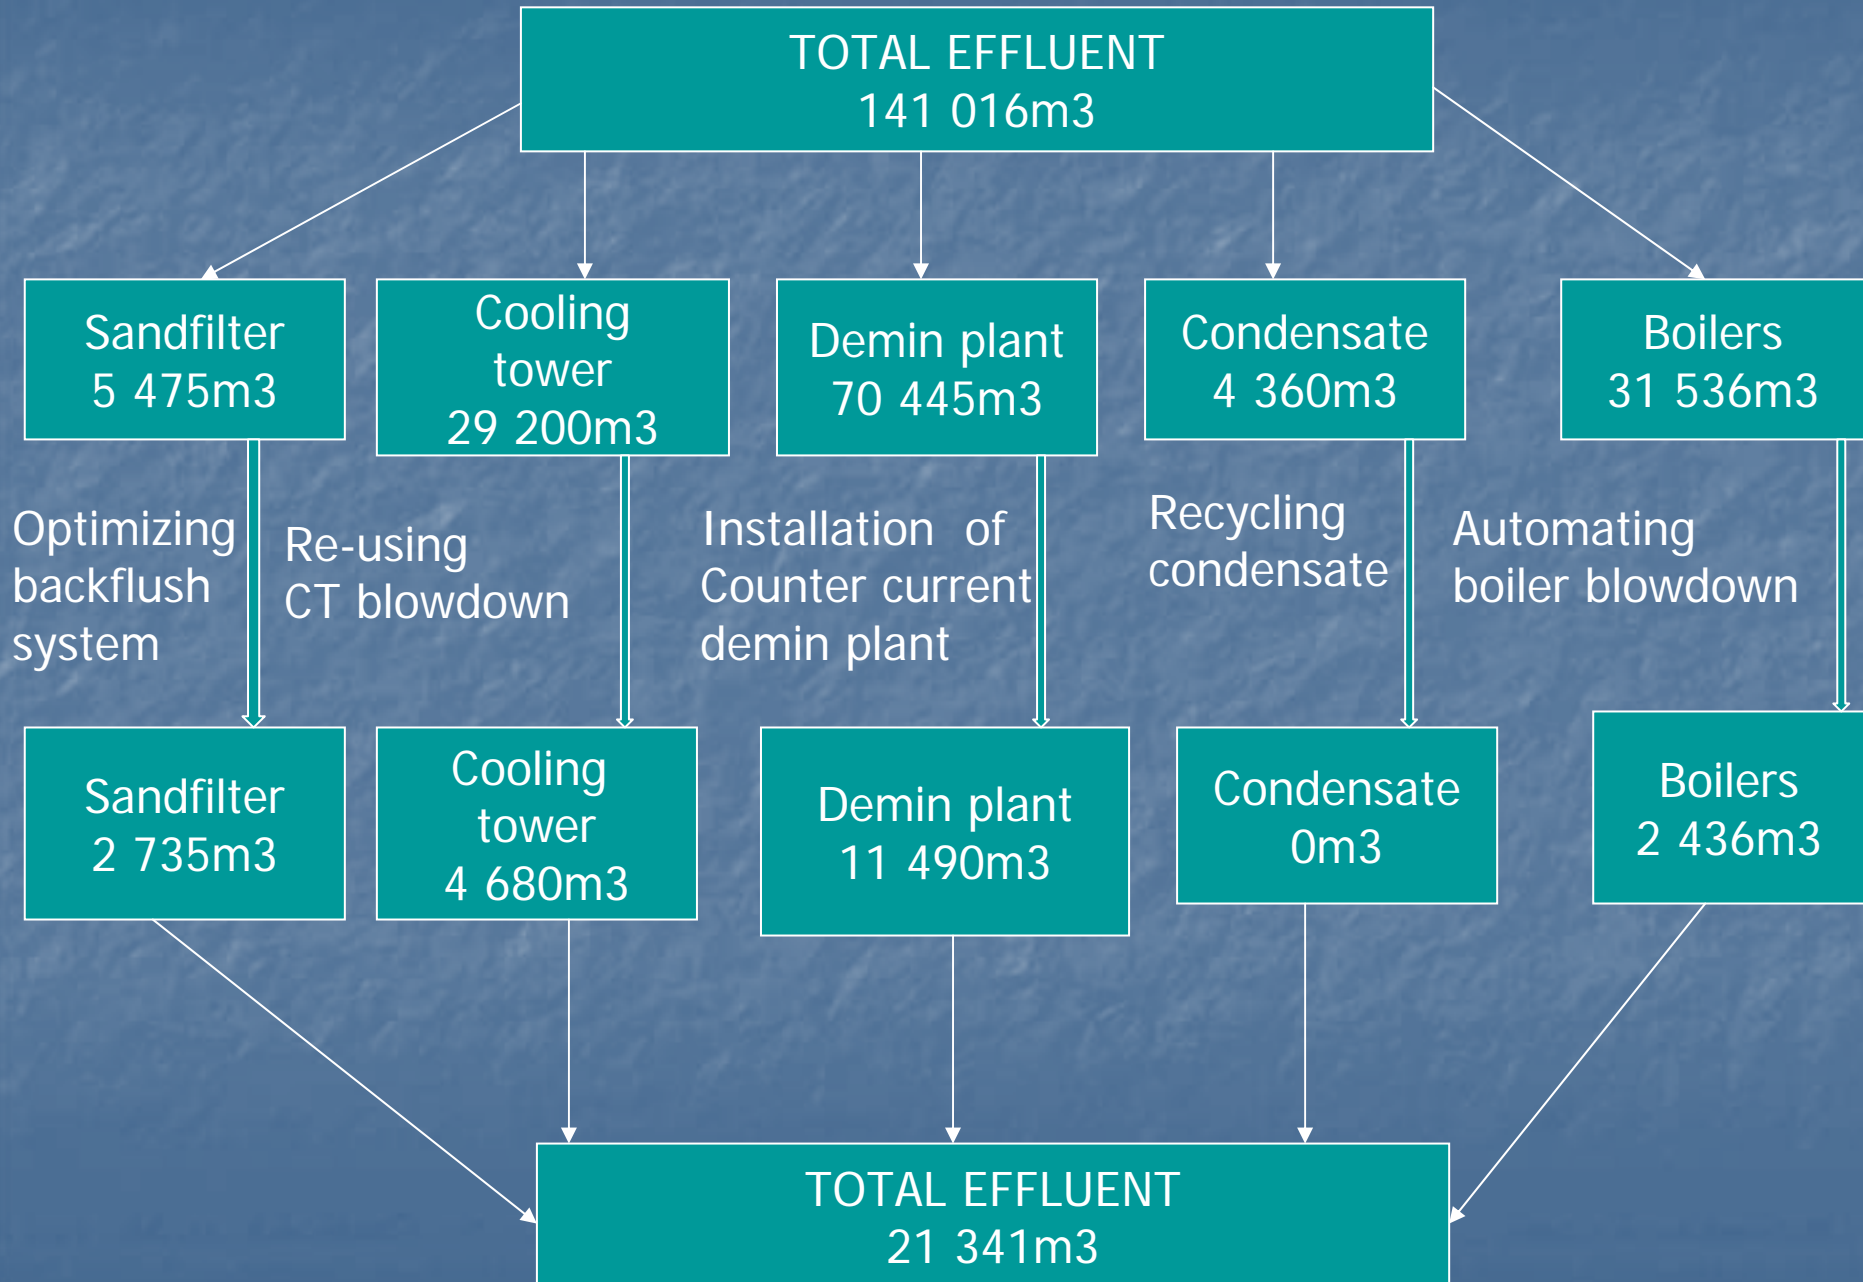 TOTAL EFFLUENT
141 016m3
Sandfilter
5 475m3
Cooling
tower
29 200m3
Demin plant
70 445m3
Condensate
4 360m3
Boilers
31 536m3
Optimizing
backflush
system
Re-using
CT blowdown
Installation of
Counter current
demin plant
Recycling
condensate
Automating
boiler blowdown
Sandfilter
2 735m3
Cooling
tower
4 680m3
Demin plant
11 490m3
Condensate
0m3
Boilers
2 436m3
TOTAL EFFLUENT
21 341m3